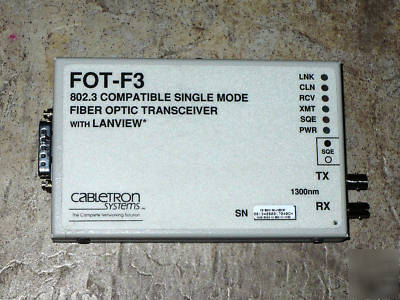 FOT-F3
802.3 COMPATIBLE SINGLE MODE
FIBER OPTIC TRANSCEIVER
WITH LANVIEW®
LNK
CLN
RCV
XMT
SQE
PWR
SQE
TX
1300nm
RX
SN
CABLETRON
SYSTEMS
The Complete Networking Solution